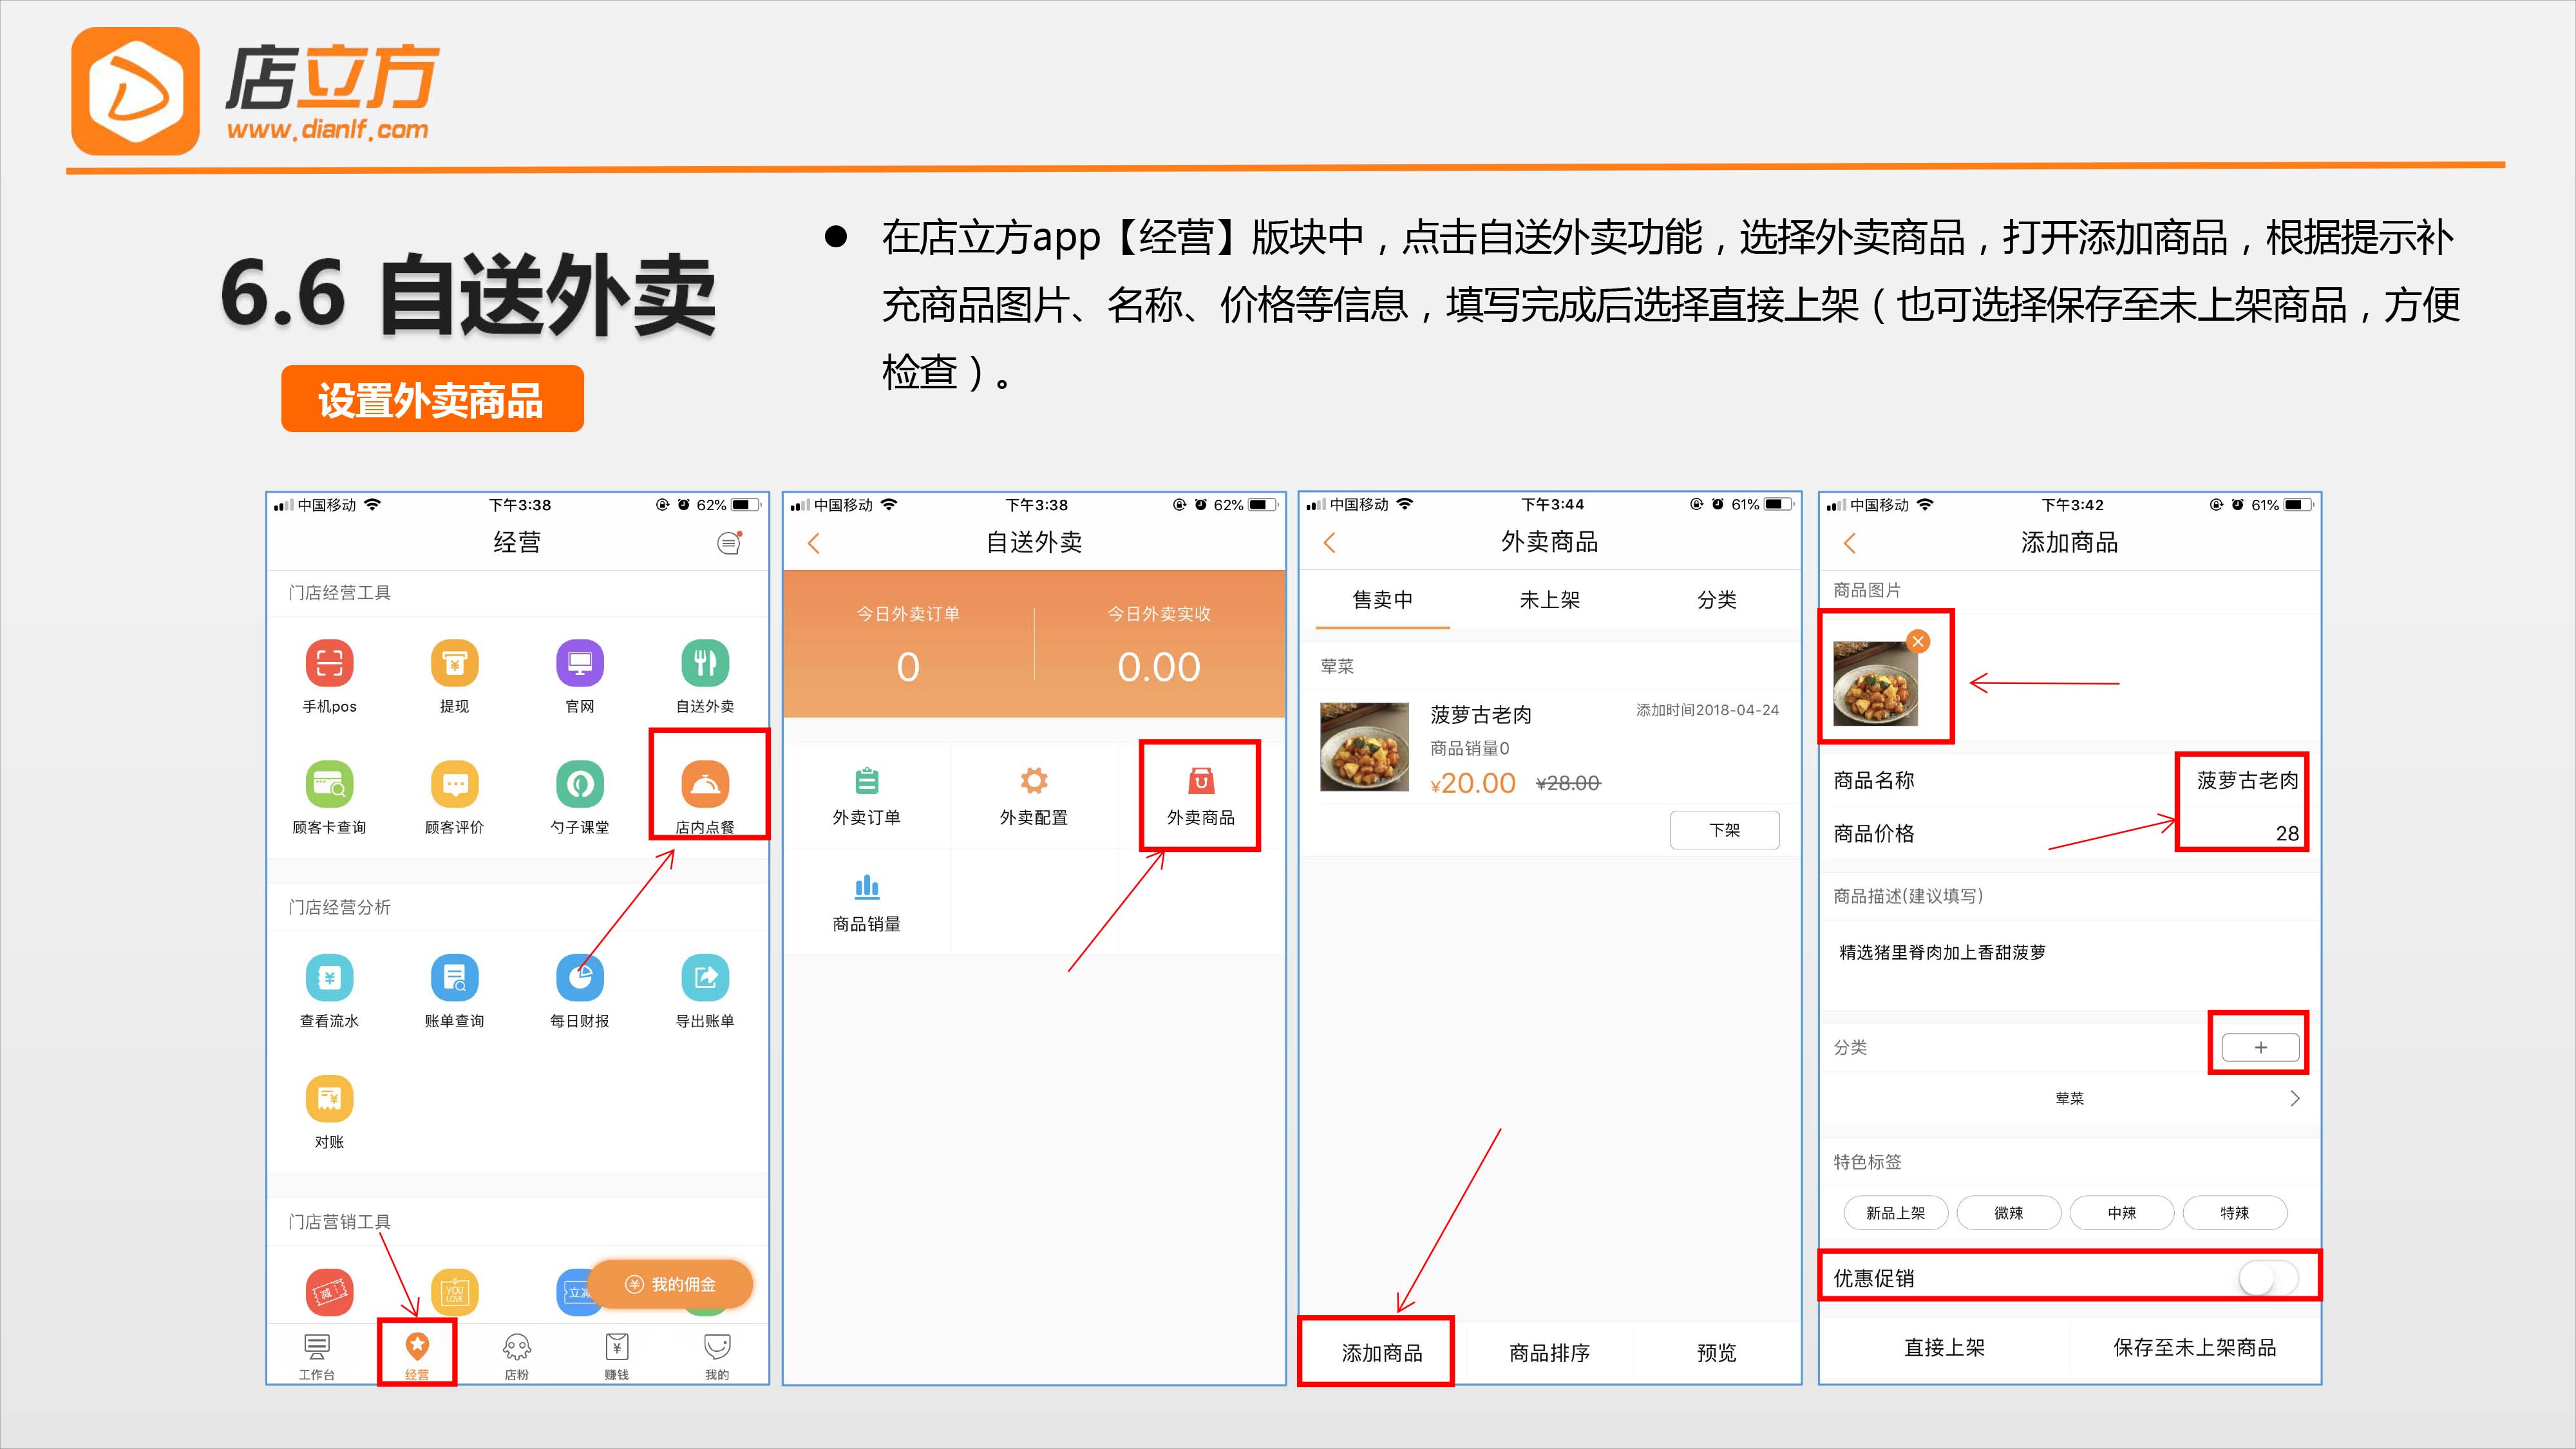 店立方
www.dianlf.com
6.6 自送外卖
设置外卖商品
● 在店立方app【经营】版块中，点击自送外卖功能，选择外卖商品，打开添加商品，根据提示补
充商品图片、名称、价格等信息，填写完成后选择直接上架（也可选择保存至未上架商品，方便
检查）。
中国移动 下午3:38 62%
经营
门店经营工具
手机pos 提现 官网 自送外卖
顾客卡查询 顾客评价 勺子课堂 店内点餐
门店经营分析
查看流水 账单查询 每日财报 导出账单
对账
门店营销工具
减 YOU LOVE 立减
我的佣金
工作台 经营 店粉 赚钱 我的
中国移动 下午3:38 62%
自送外卖
今日外卖订单 今日外卖实收
0 0.00
外卖订单 外卖配置 外卖商品
商品销量
中国移动 下午3:44 61%
外卖商品
售卖中 未上架 分类
荤菜
菠萝古老肉 添加时间2018-04-24
商品销量0
¥20.00 ¥28.00
下架
添加商品 商品排序 预览
中国移动 下午3:42 61%
添加商品
商品图片
商品名称 菠萝古老肉
商品价格 28
商品描述(建议填写)
精选猪里脊肉加上香甜菠萝
分类 +
荤菜
特色标签
新品上架 微辣 中辣 特辣
优惠促销
直接上架 保存至未上架商品